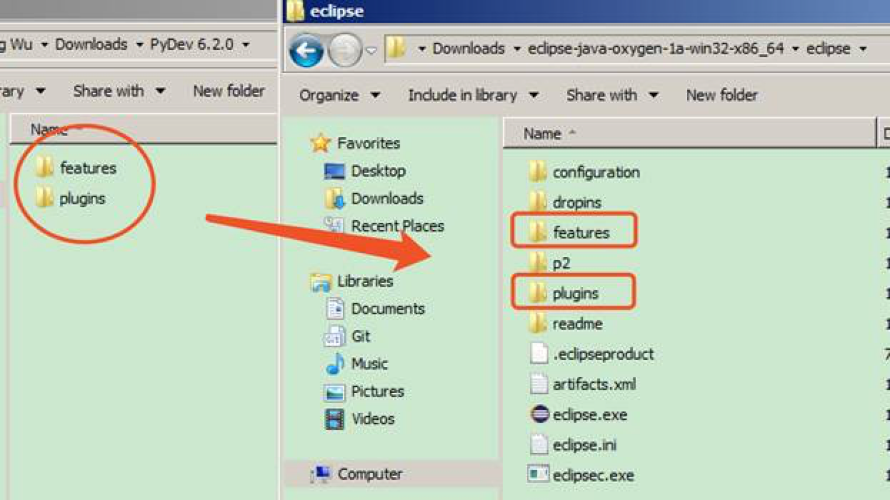 g Wu ▾ Downloads ▾ PyDev 6.2.0 ▾
rary ▾ Share with ▾ New folder
Name
features
plugins
eclipse
▾ Downloads ▾ eclipse-java-oxygen-1a-win32-x86_64 ▾ eclipse ▾
Organize ▾ Include in library ▾ Share with ▾ New folder
Favorites
Desktop
Downloads
Recent Places
Libraries
Documents
Git
Music
Pictures
Videos
Computer
Name
configuration
dropins
features
p2
plugins
readme
.eclipseproduct
artifacts.xml
eclipse.exe
eclipse.ini
eclipsec.exe